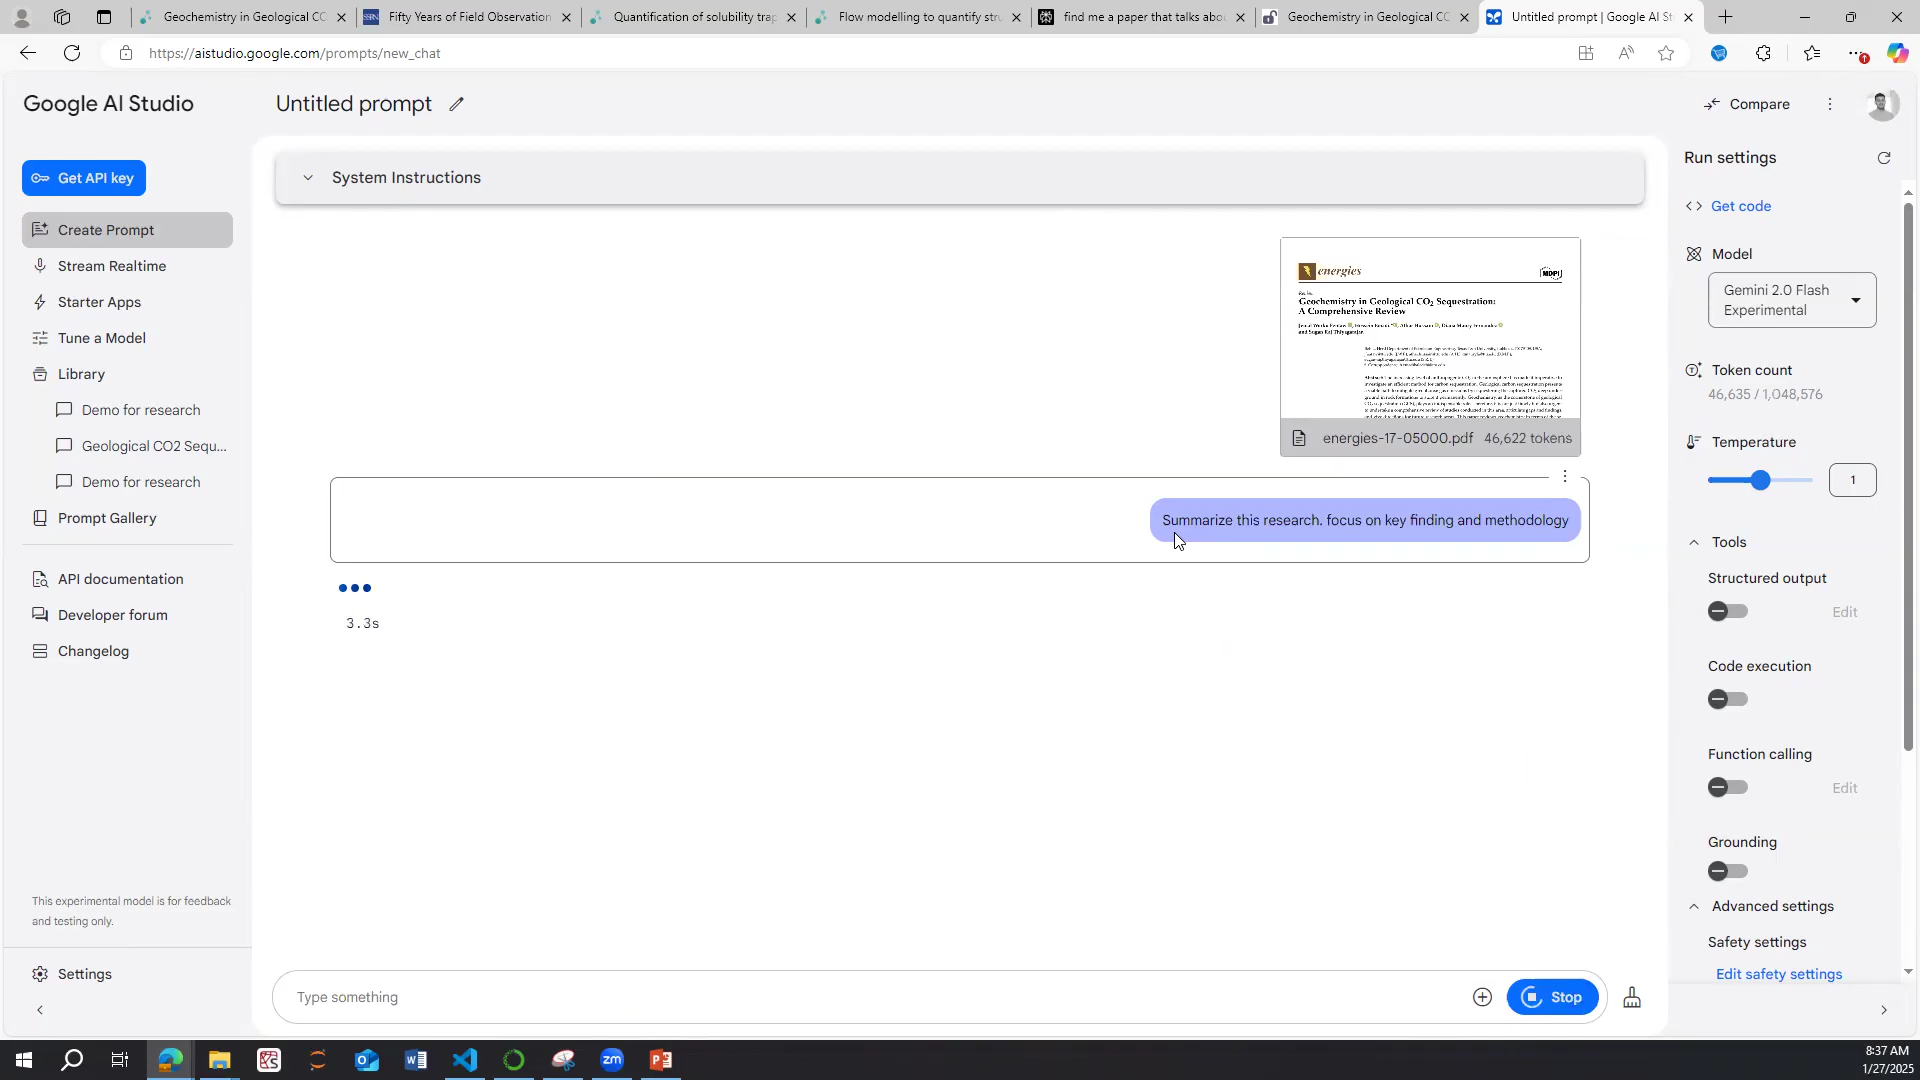 Geochemistry in Geological CC
Fifty Years of Field Observation
Quantification of solubility trap
Flow modelling to quantify stru
find me a paper that talks abou
Geochemistry in Geological CC
Untitled prompt | Google AI St
https://aistudio.google.com/prompts/new_chat
Google AI Studio
Untitled prompt
Compare
Get API key
Create Prompt
Stream Realtime
Starter Apps
Tune a Model
Library
Demo for research
Geological CO2 Sequ...
Demo for research
Prompt Gallery
API documentation
Developer forum
Changelog
This experimental model is for feedback
and testing only.
Settings
System Instructions
energies
MDPI
Geochemistry in Geological CO₂ Sequestration:
A Comprehensive Review
energies-17-05000.pdf 46,622 tokens
Summarize this research. focus on key finding and methodology
3.3s
Type something
Stop
Run settings
Get code
Model
Gemini 2.0 Flash
Experimental
Token count
46,635 / 1,048,576
Temperature
1
Tools
Structured output
Edit
Code execution
Function calling
Edit
Grounding
Advanced settings
Safety settings
Edit safety settings
8:37 AM
1/27/2025